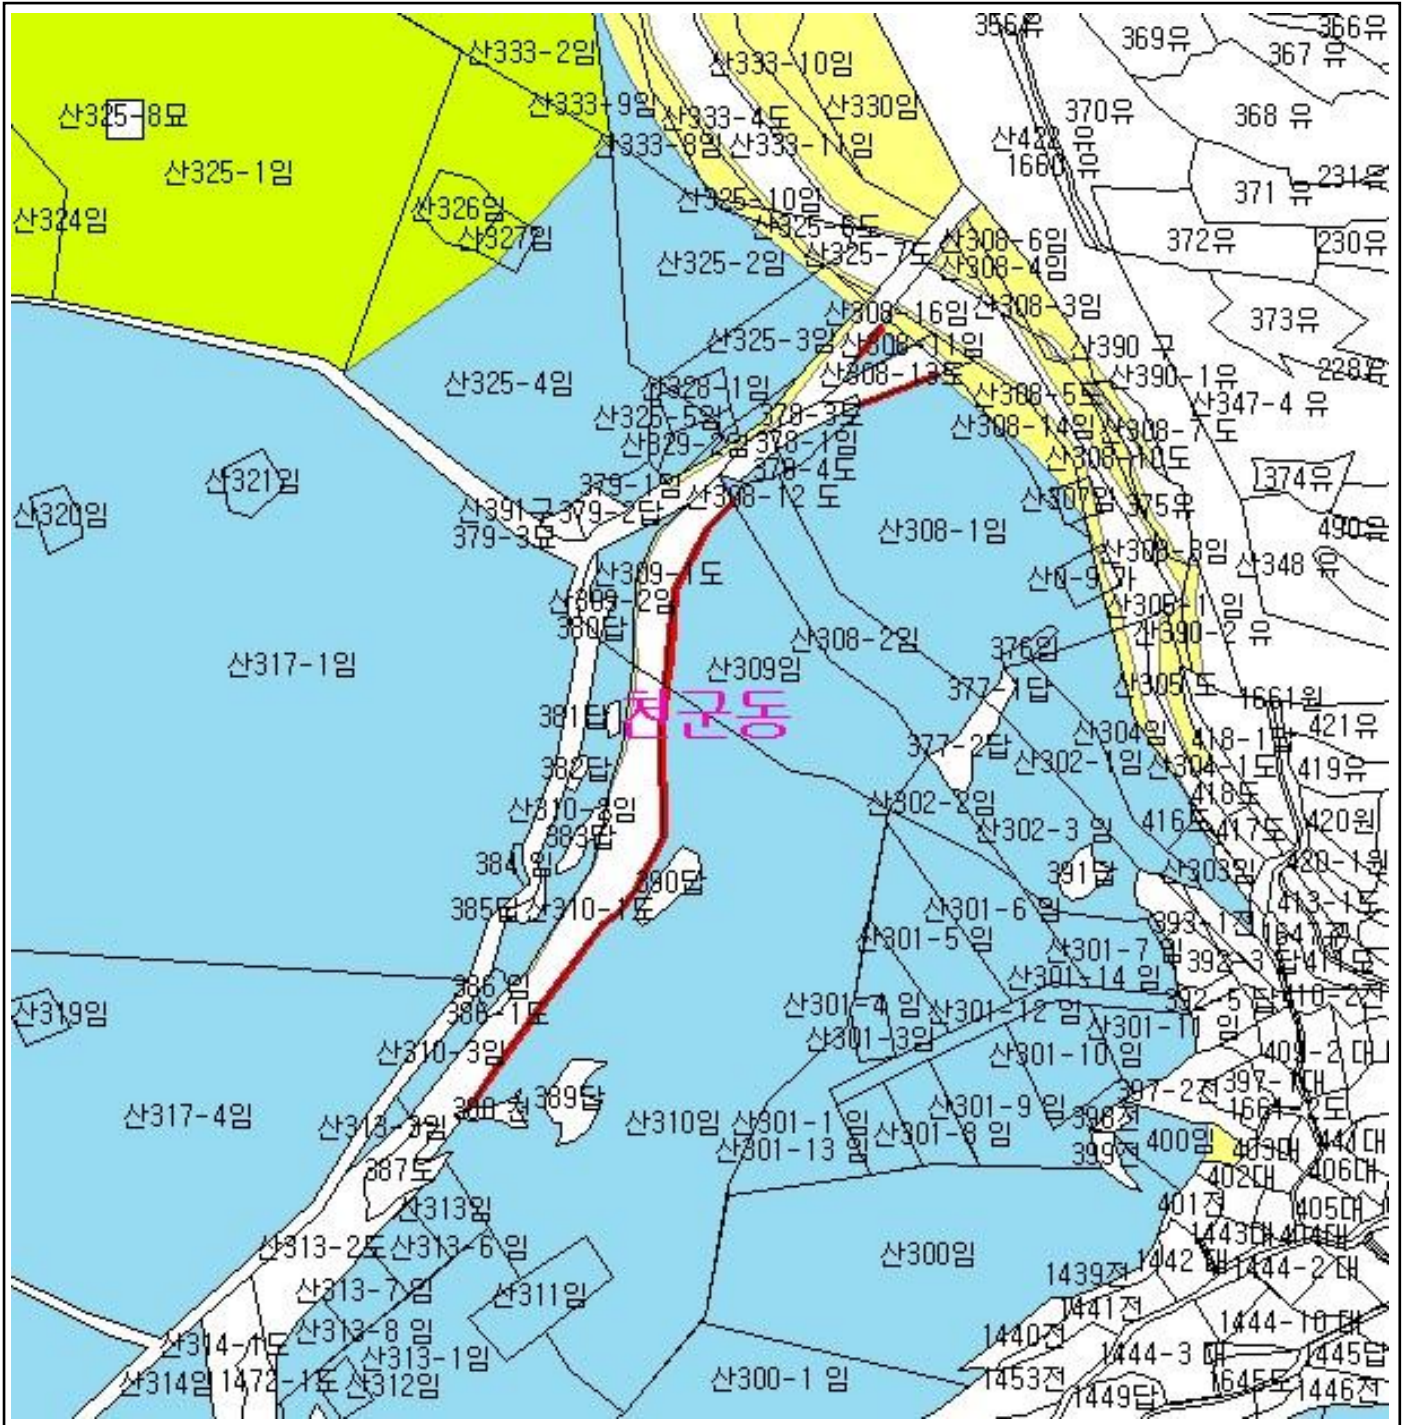 356유
366유
산333-2임
369유
367 유
산333-10임
산333-9임
산330임
370유
368 유
산325-8묘
산333-4도
산333-8임
산333-11임
산422 유
1660 유
산325-1임
371 유
231유
산324임
산326임
산325-10임
산327임
산325-6도
산308-6임
372유
230유
산325-2임
산325-7도
산308-4임
산308-16임
산308-3임
373유
산325-3임
산308-11임
산390 구
228유
산325-4임
산328-1임
산308-13도
산390-1유
산325-5임
378-3묘
산308-5도
산347-4 유
산329-2임
378-1임
산308-14임
산308-7 도
378-4도
산308-10도
374유
산321임
379-1임
산308-12 도
산307임
375유
산320임
산391구
379-2답
490유
379-3묘
산308-1임
산308-8임
산348 유
산309-1도
산0-9 가
산309-2임
산305-1 임
380답
산308-2임
산390-2 유
산317-1임
산309임
376임
377-1답
산305 도
1661원
381답
천군동
377-2답
산304임
418-1답
421유
382답
산302-1임
산304-1도
419유
산310-2임
산302-2임
418도
383답
산302-3 임
416도
417도
420원
384 임
390답
391답
산303임
420-1원
385답
산310-1도
산301-6 임
393-1전
413-1도
산301-5 임
산301-7 임
392-3 답
411도
386 임
산301-14 임
산319임
386-1도
산301-4 임
산301-12 임
392-5 답
410-2전
산310-3임
산301-3임
산301-10 임
산301-11 임
409-2 대
389답
397-2전
397-1대
산317-4임
산313-3임
산310임
산301-1 임
산301-9 임
398전
산301-13 임
산301-8 임
399전
400임
403대
444대
387도
402대
406대
산313임
401전
405대
산313-2도
산313-6 임
산300임
1443대
404대
산313-7임
산311임
1439전
1442 대
1444-2 대
1441전
산314-1도
산313-8 임
1440전
1444-10 대
산313-1임
1444-3 대
1445답
산314임
1472-1도
산312임
산300-1 임
1453전
1449답
1645도
1446전